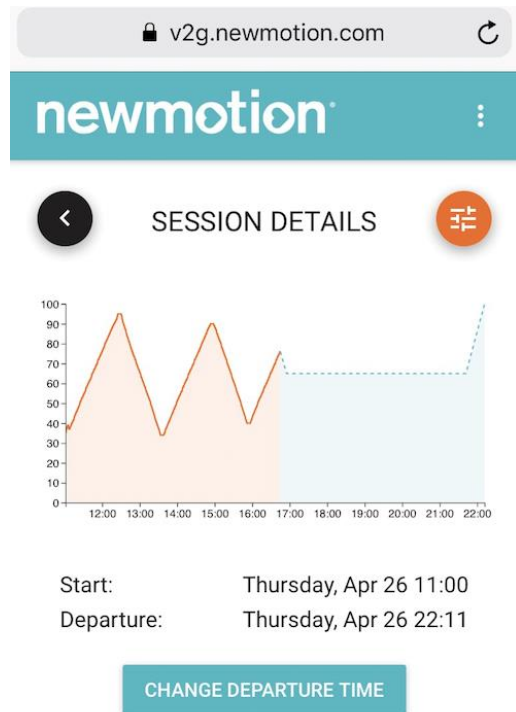 v2g.newmotion.com
newmotion
SESSION DETAILS
100
90
80
70
60
50
40
30
20
10
0
12:00 13:00 14:00 15:00 16:00 17:00 18:00 19:00 20:00 21:00 22:00
Start: Thursday, Apr 26 11:00
Departure: Thursday, Apr 26 22:11
CHANGE DEPARTURE TIME